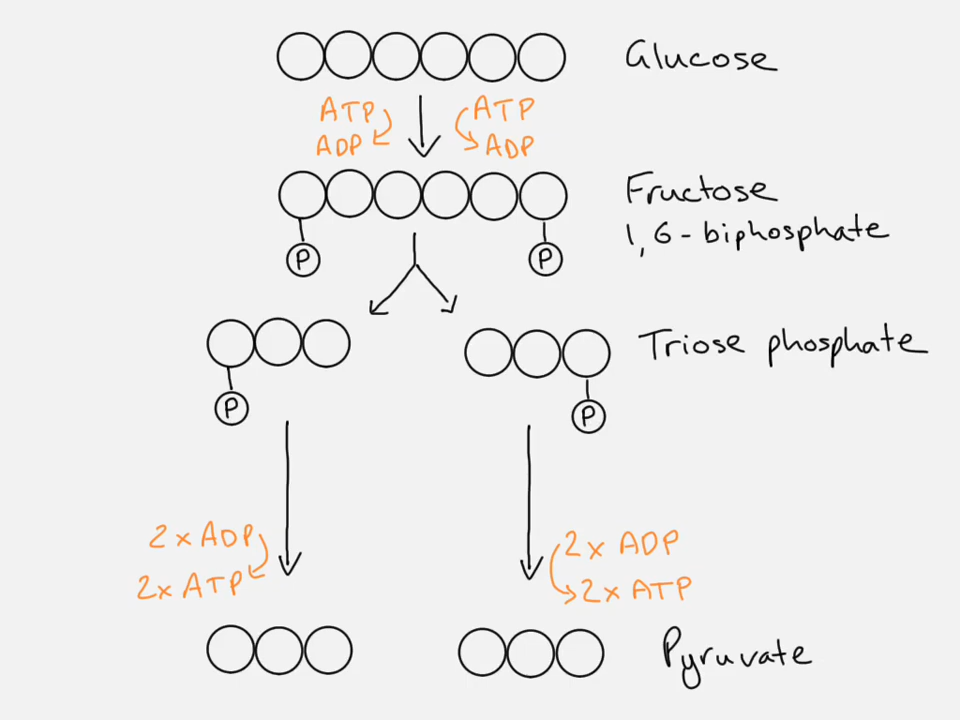 Glucose
ATP ATP
ADP ADP
Fructose
1,6-biphosphate
P P
Triose phosphate
P P
2x ADP 2x ADP
2x ATP 2x ATP
Pyruvate